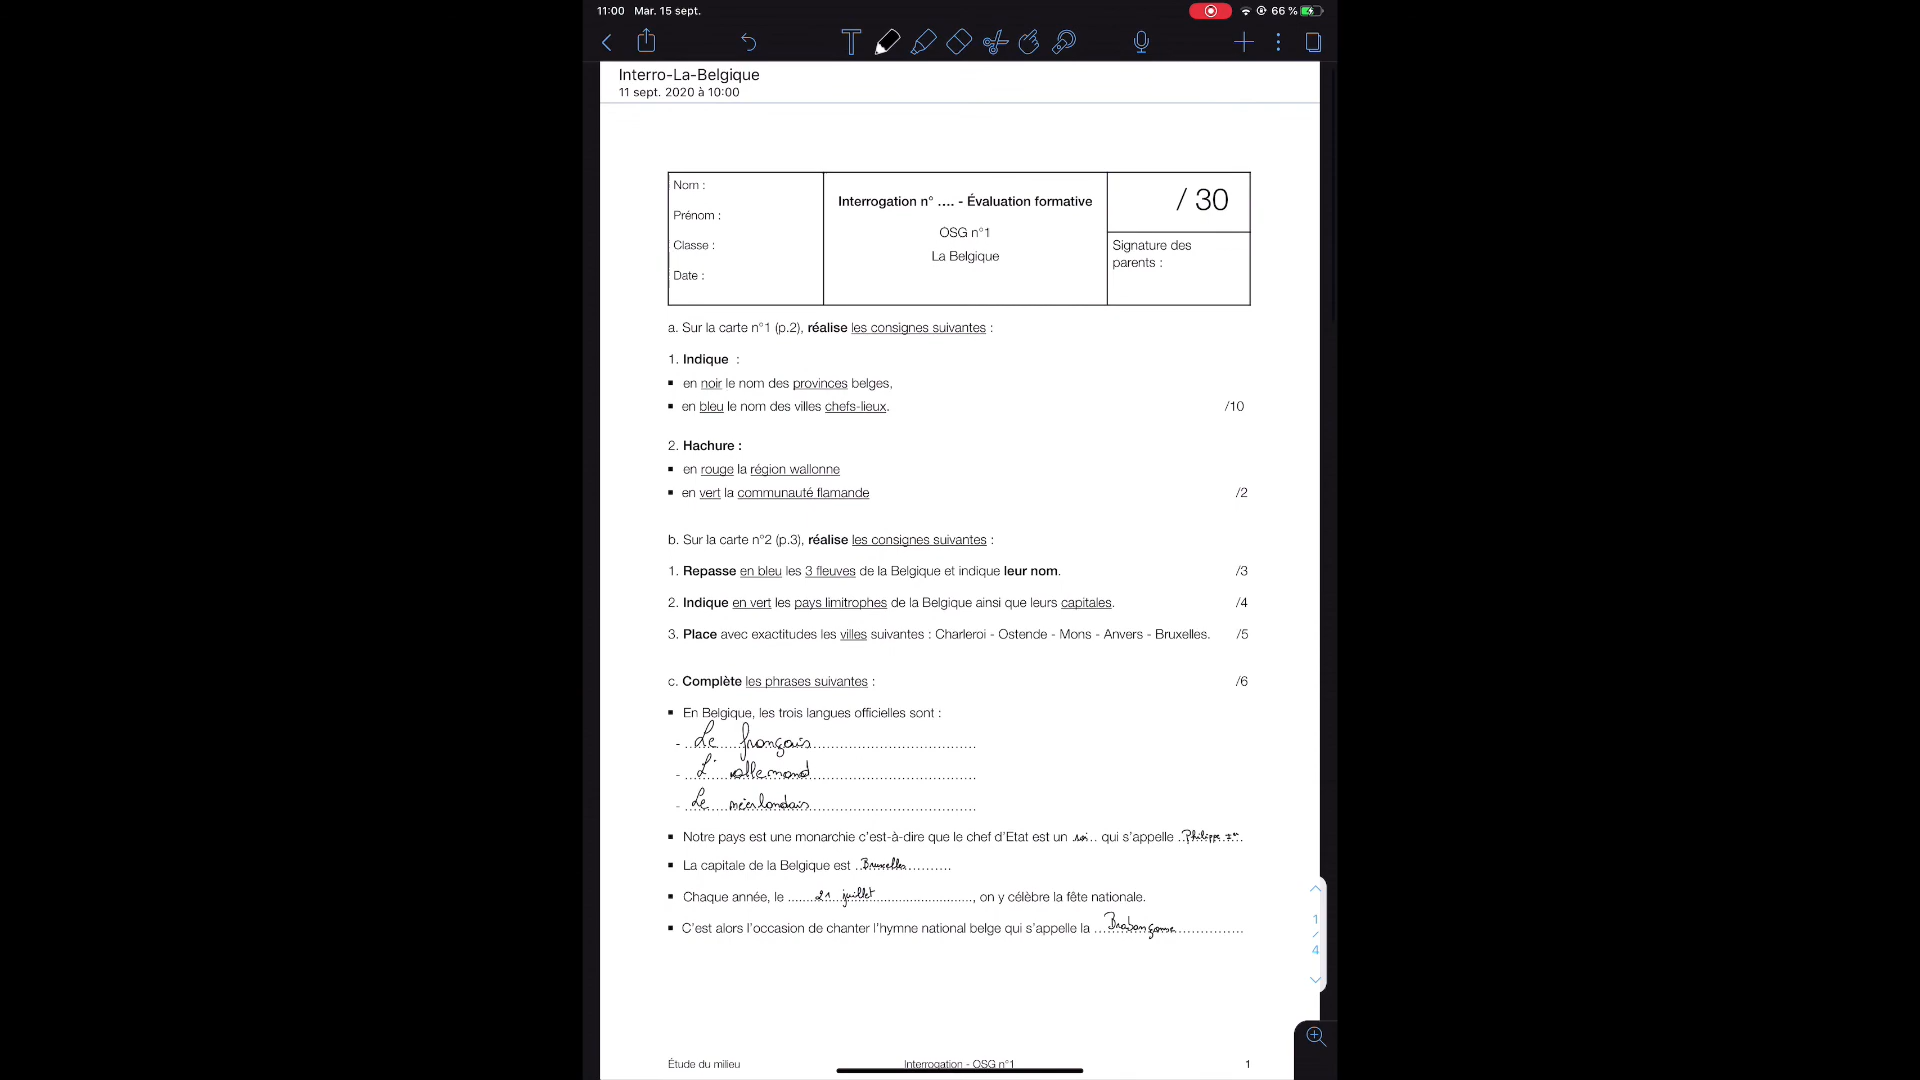 11:00 Mar. 15 sept. 66 %
Interro-La-Belgique
11 sept. 2020 à 10:00
Nom :
Prénom :
Classe :
Date :
Interrogation n° .... - Évaluation formative
OSG n°1
La Belgique
/ 30
Signature des
parents :
a. Sur la carte n°1 (p.2), réalise les consignes suivantes :
1. Indique :
▪ en noir le nom des provinces belges,
▪ en bleu le nom des villes chefs-lieux. /10
2. Hachure :
▪ en rouge la région wallonne
▪ en vert la communauté flamande /2
b. Sur la carte n°2 (p.3), réalise les consignes suivantes :
1. Repasse en bleu les 3 fleuves de la Belgique et indique leur nom. /3
2. Indique en vert les pays limitrophes de la Belgique ainsi que leurs capitales. /4
3. Place avec exactitudes les villes suivantes : Charleroi - Ostende - Mons - Anvers - Bruxelles. /5
c. Complète les phrases suivantes : /6
▪ En Belgique, les trois langues officielles sont :
- Le français
- L'allemand
- Le néerlandais
▪ Notre pays est une monarchie c'est-à-dire que le chef d'Etat est un roi.. qui s'appelle Philippe 1er
▪ La capitale de la Belgique est Bruxelles
▪ Chaque année, le 21 juillet, on y célèbre la fête nationale.
▪ C'est alors l'occasion de chanter l'hymne national belge qui s'appelle la Brabançonne
1
/
4
Étude du milieu Interrogation - OSG n°1 1